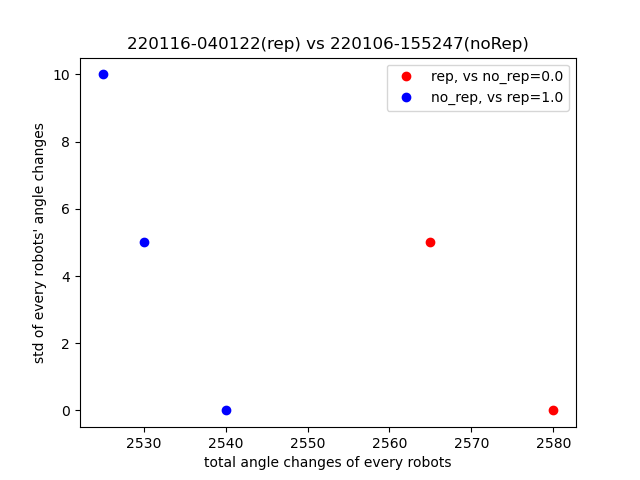 220116-040122(rep) vs 220106-155247(noRep)
rep, vs no_rep=0.0
no_rep, vs rep=1.0
std of every robots' angle changes
10
8
6
4
2
0
2530 2540 2550 2560 2570 2580
total angle changes of every robots